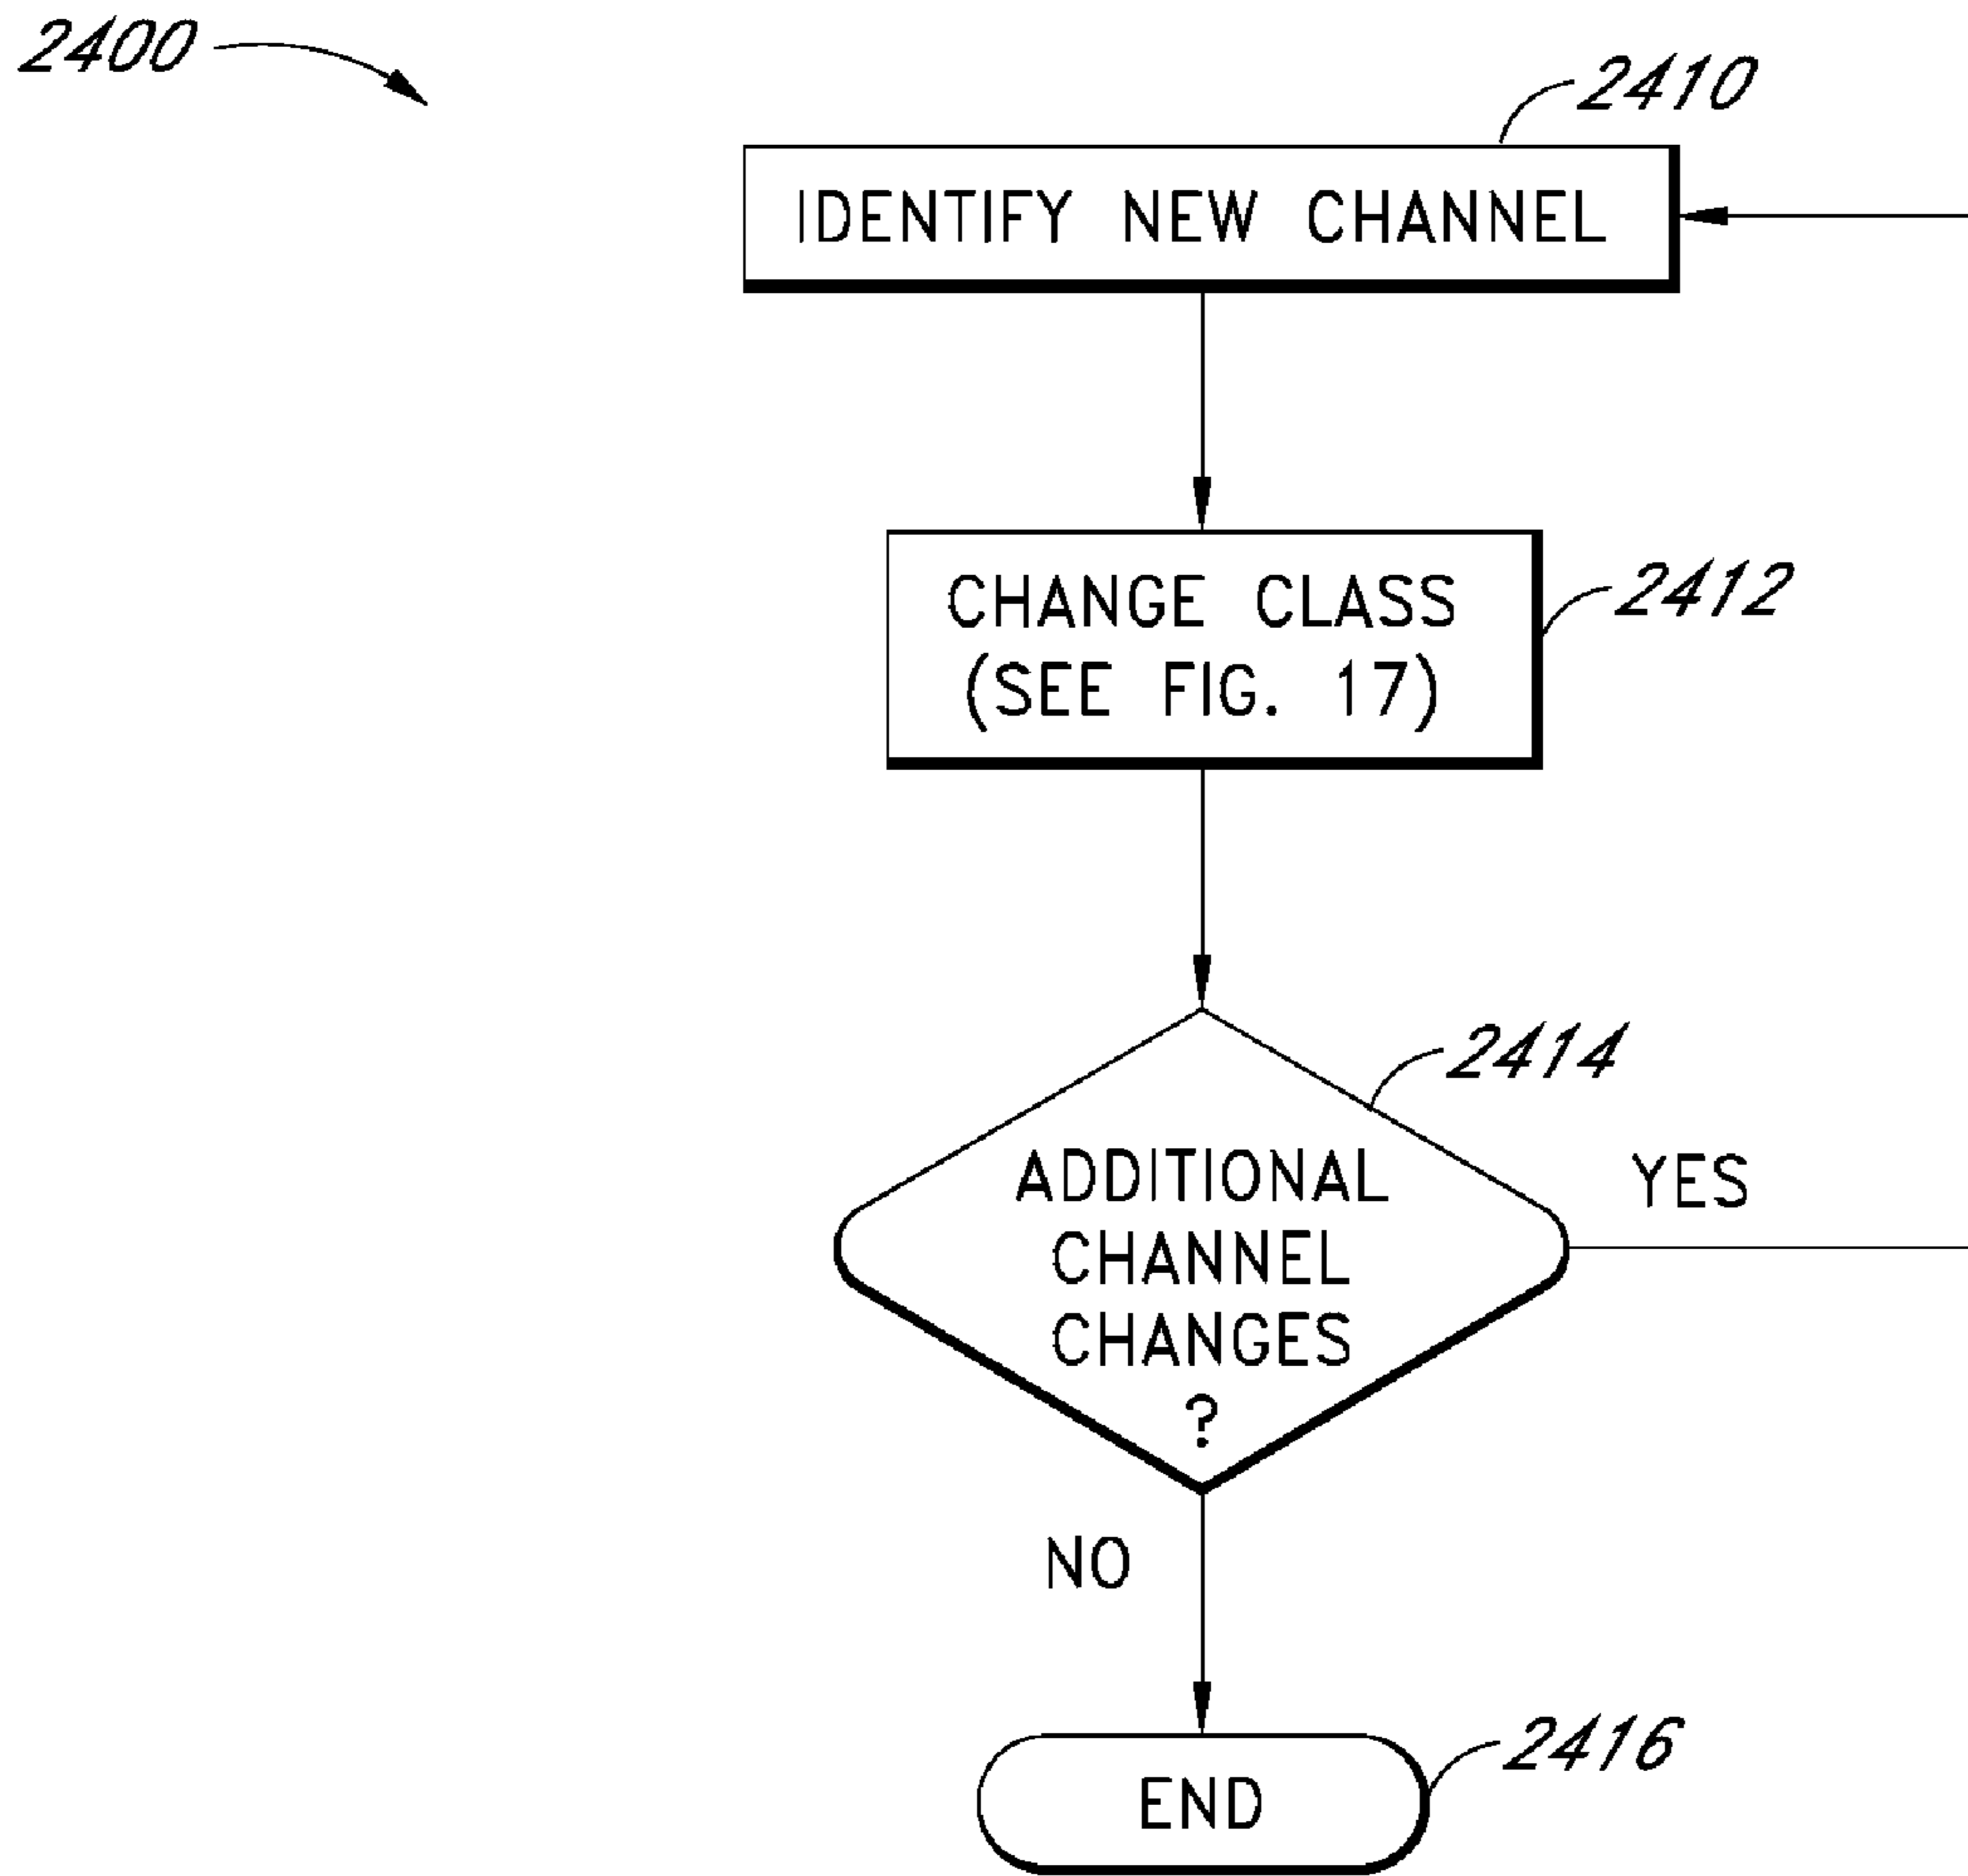 2400
2410
IDENTIFY NEW CHANNEL
CHANGE CLASS
(SEE FIG. 17)
2412
2414
ADDITIONAL
CHANNEL
CHANGES
?
YES
NO
2416
END